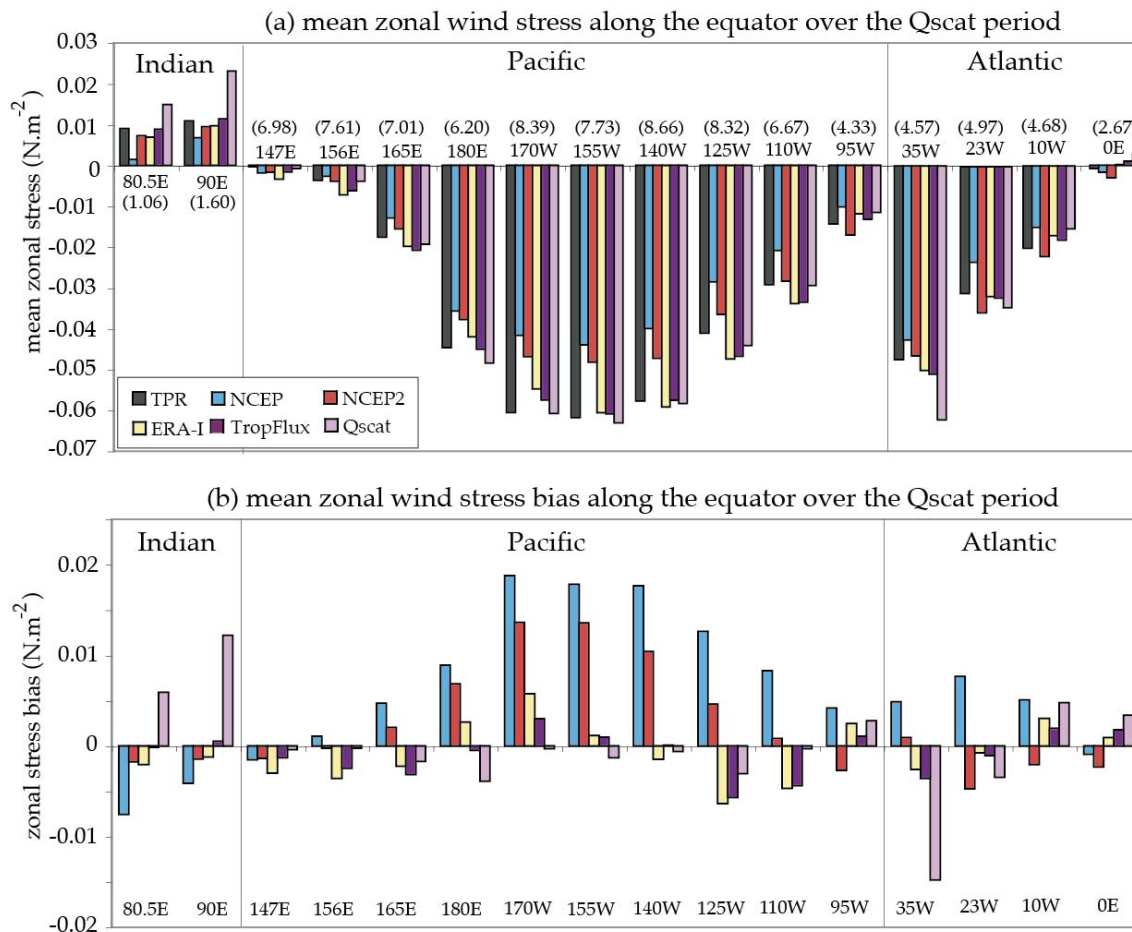 (a) mean zonal wind stress along the equator over the Qscat period
mean zonal stress (N.m-2)
0.03
0.02
0.01
0
-0.01
-0.02
-0.03
-0.04
-0.05
-0.06
-0.07
Indian Pacific Atlantic
(6.98) (7.61) (7.01) (6.20) (8.39) (7.73) (8.66) (8.32) (6.67) (4.33) (4.57) (4.97) (4.68) (2.67)
147E 156E 165E 180E 170W 155W 140W 125W 110W 95W 35W 23W 10W 0E
80.5E 90E
(1.06) (1.60)
TPR NCEP NCEP2
ERA-I TropFlux Qscat
(b) mean zonal wind stress bias along the equator over the Qscat period
zonal stress bias (N.m-2)
0.02
0.01
0
-0.01
-0.02
Indian Pacific Atlantic
80.5E 90E 147E 156E 165E 180E 170W 155W 140W 125W 110W 95W 35W 23W 10W 0E